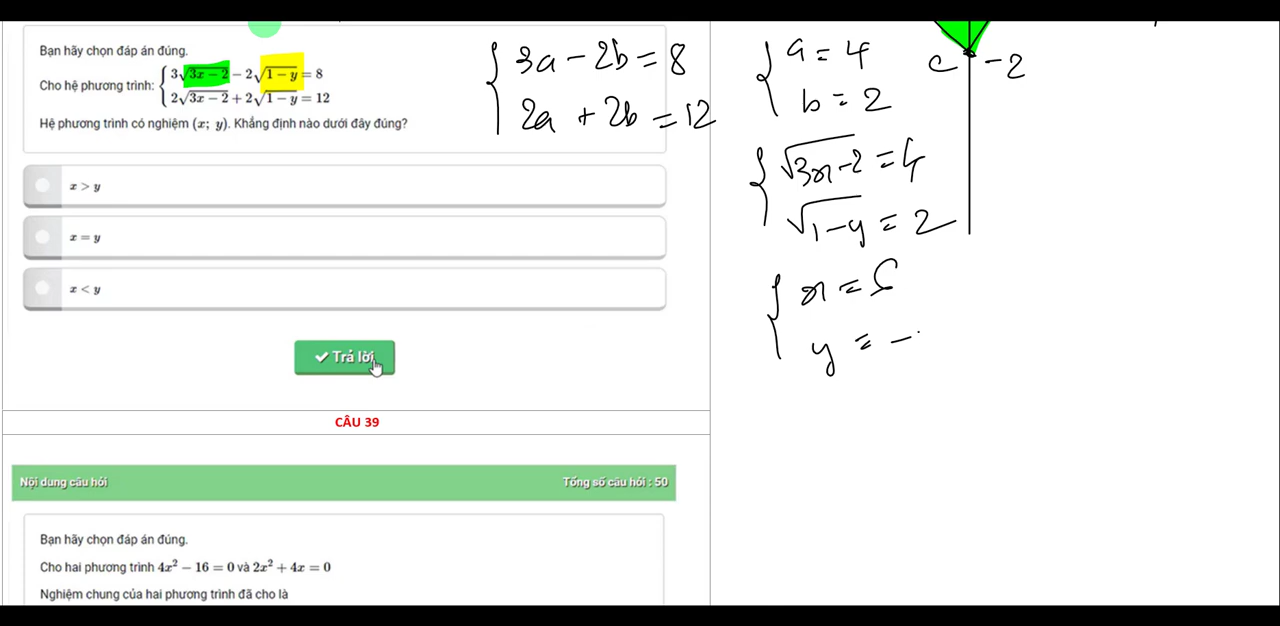 Bạn hãy chọn đáp án đúng.
Cho hệ phương trình: { 3√(3x − 2) − 2√(1 − y) = 8
2√(3x − 2) + 2√(1 − y) = 12
Hệ phương trình có nghiệm (x; y). Khẳng định nào dưới đây đúng?
x > y
x = y
x < y
✔ Trả lời
CÂU 39
Nội dung câu hỏi
Tổng số câu hỏi : 50
Bạn hãy chọn đáp án đúng.
Cho hai phương trình 4x² − 16 = 0 và 2x² + 4x = 0
Nghiệm chung của hai phương trình đã cho là
{ 3a − 2b = 8
2a + 2b = 12
{ a = 4
b = 2
{ √(3x−2) = 4
√(1−y) = 2
{ x = 
y = −
c
-2